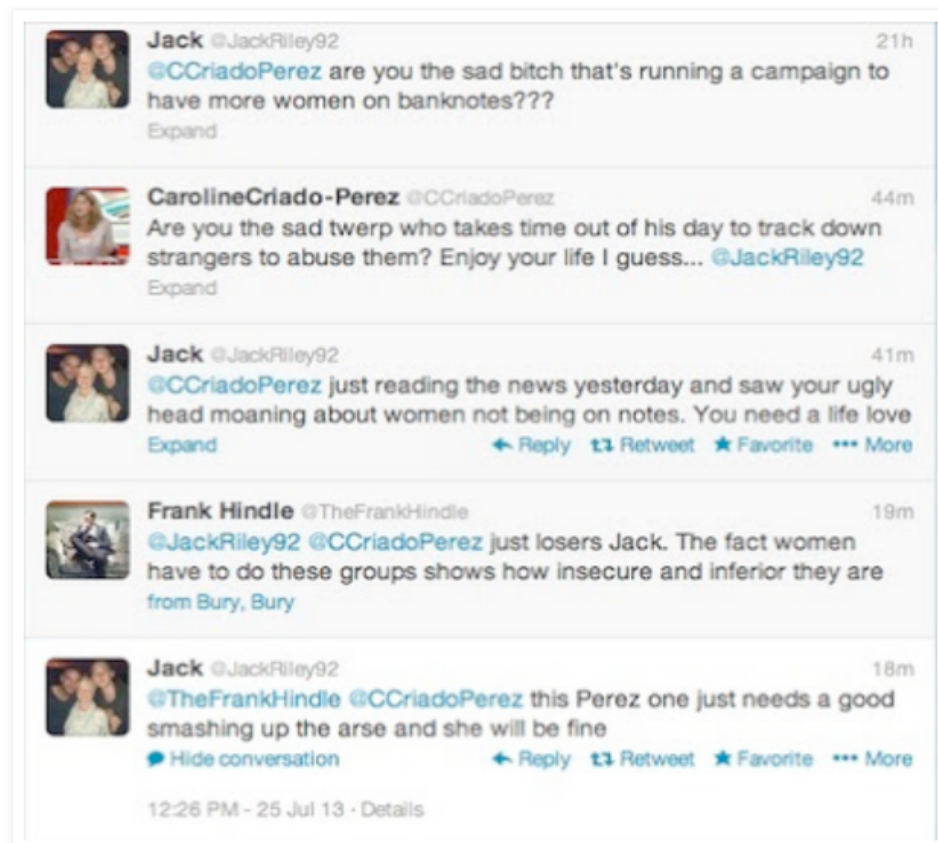 Jack @JackRiley92 21h
@CCriadoPerez are you the sad bitch that's running a campaign to
have more women on banknotes???
Expand
CarolineCriado-Perez @CCriadoPerez 44m
Are you the sad twerp who takes time out of his day to track down
strangers to abuse them? Enjoy your life I guess... @JackRiley92
Expand
Jack @JackRiley92 41m
@CCriadoPerez just reading the news yesterday and saw your ugly
head moaning about women not being on notes. You need a life love
Expand Reply Retweet Favorite More
Frank Hindle @TheFrankHindle 19m
@JackRiley92 @CCriadoPerez just losers Jack. The fact women
have to do these groups shows how insecure and inferior they are
from Bury, Bury
Jack @JackRiley92 18m
@TheFrankHindle @CCriadoPerez this Perez one just needs a good
smashing up the arse and she will be fine
Hide conversation Reply Retweet Favorite More
12:26 PM - 25 Jul 13 · Details